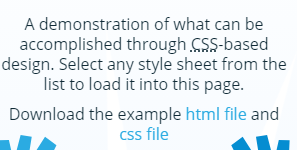 A demonstration of what can be
accomplished through CSS-based
design. Select any style sheet from the
list to load it into this page.
Download the example html file and
css file